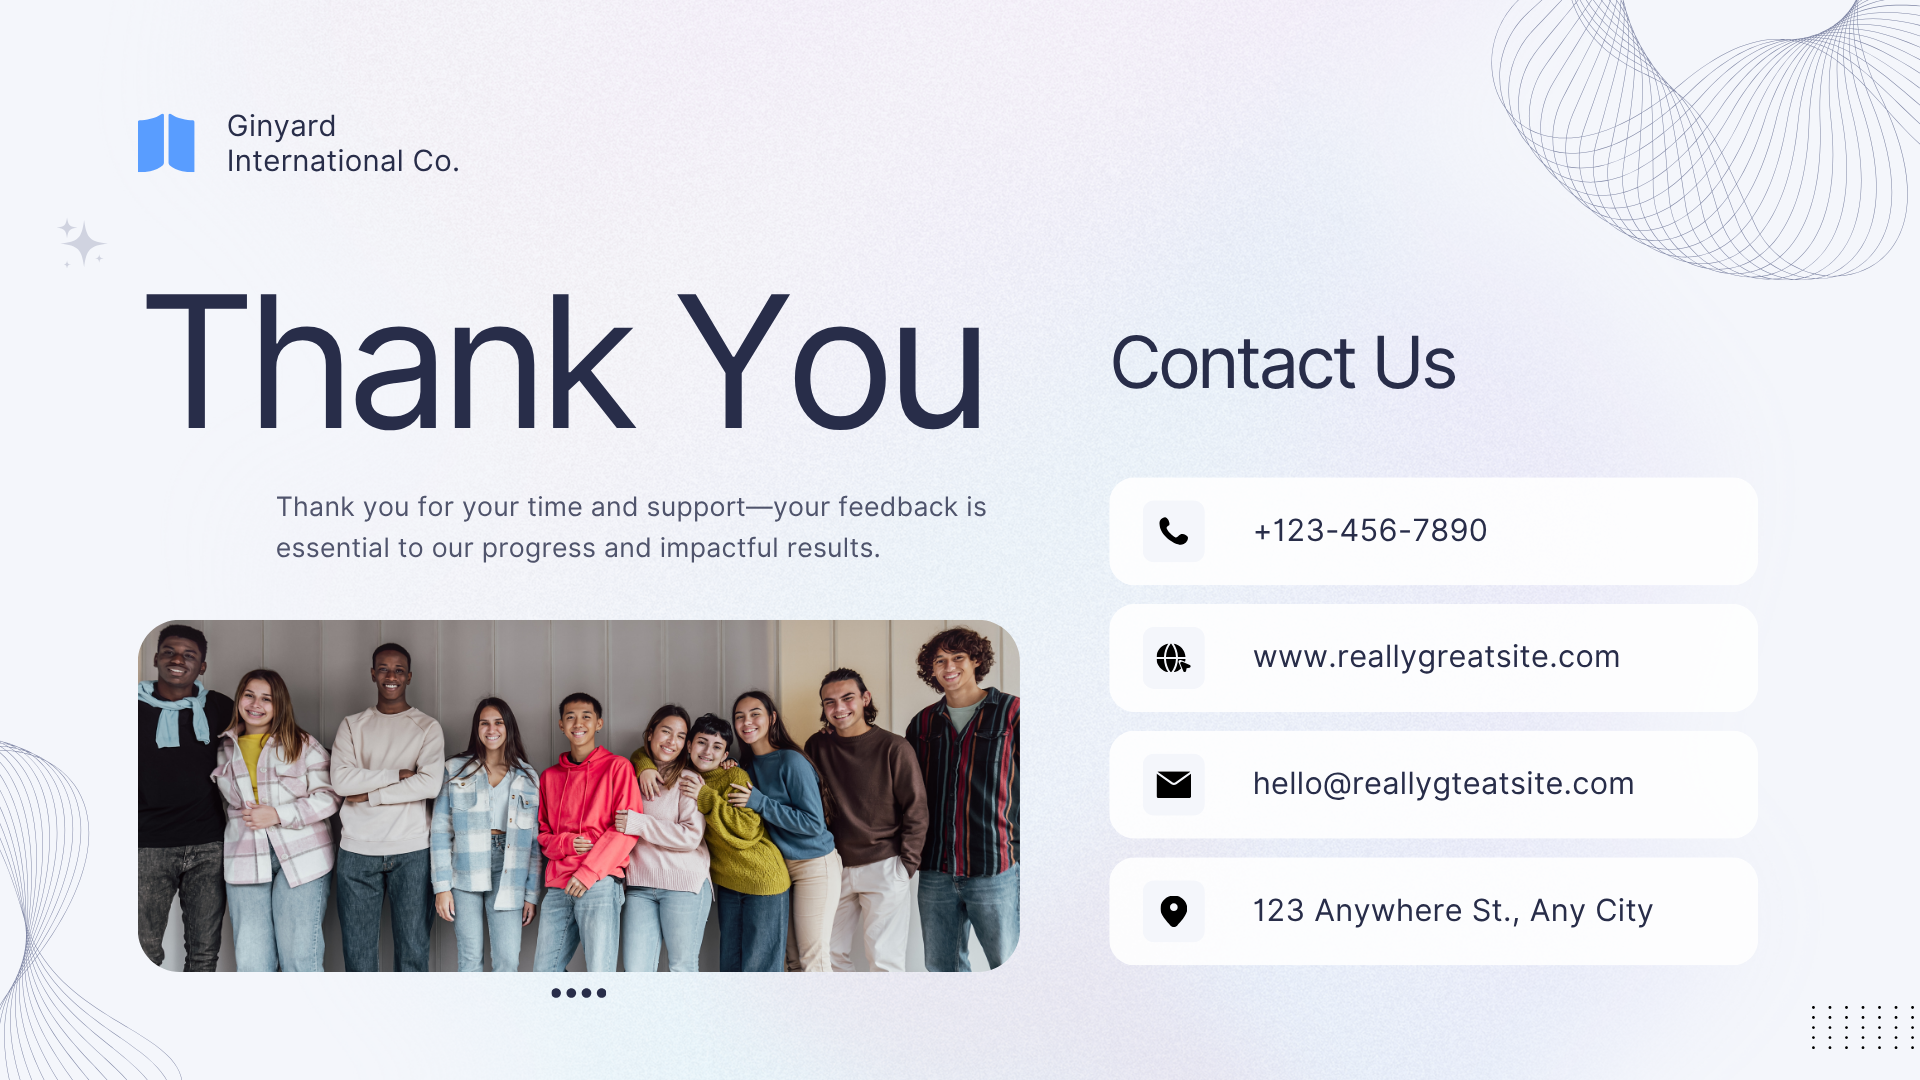 Ginyard
International Co.
Thank You
Thank you for your time and support—your feedback is
essential to our progress and impactful results.
Contact Us
+123-456-7890
www.reallygreatsite.com
hello@reallygteatsite.com
123 Anywhere St., Any City